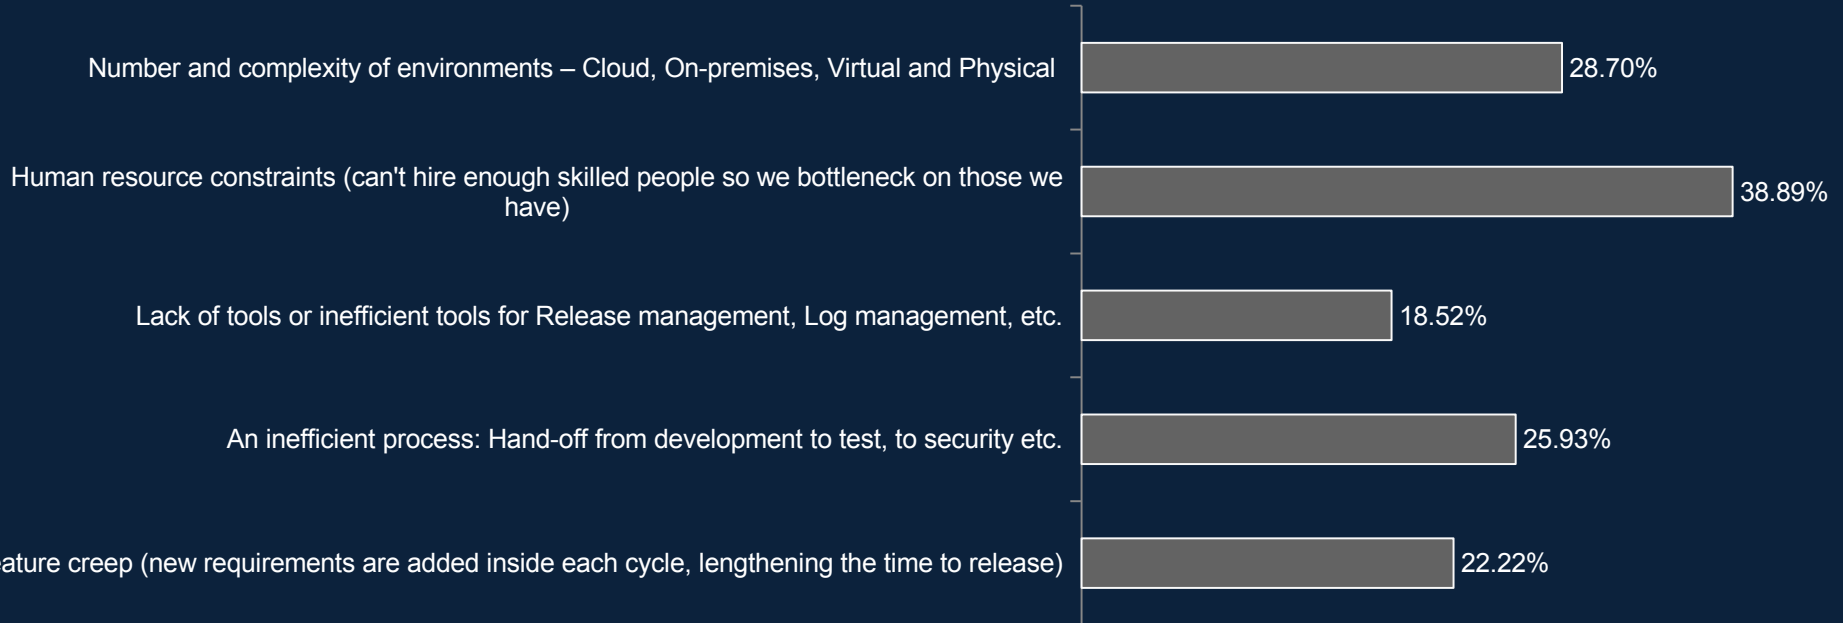 Number and complexity of environments – Cloud, On-premises, Virtual and Physical
28.70%
Human resource constraints (can't hire enough skilled people so we bottleneck on those we
have)
38.89%
Lack of tools or inefficient tools for Release management, Log management, etc.
18.52%
An inefficient process: Hand-off from development to test, to security etc.
25.93%
eature creep (new requirements are added inside each cycle, lengthening the time to release)
22.22%